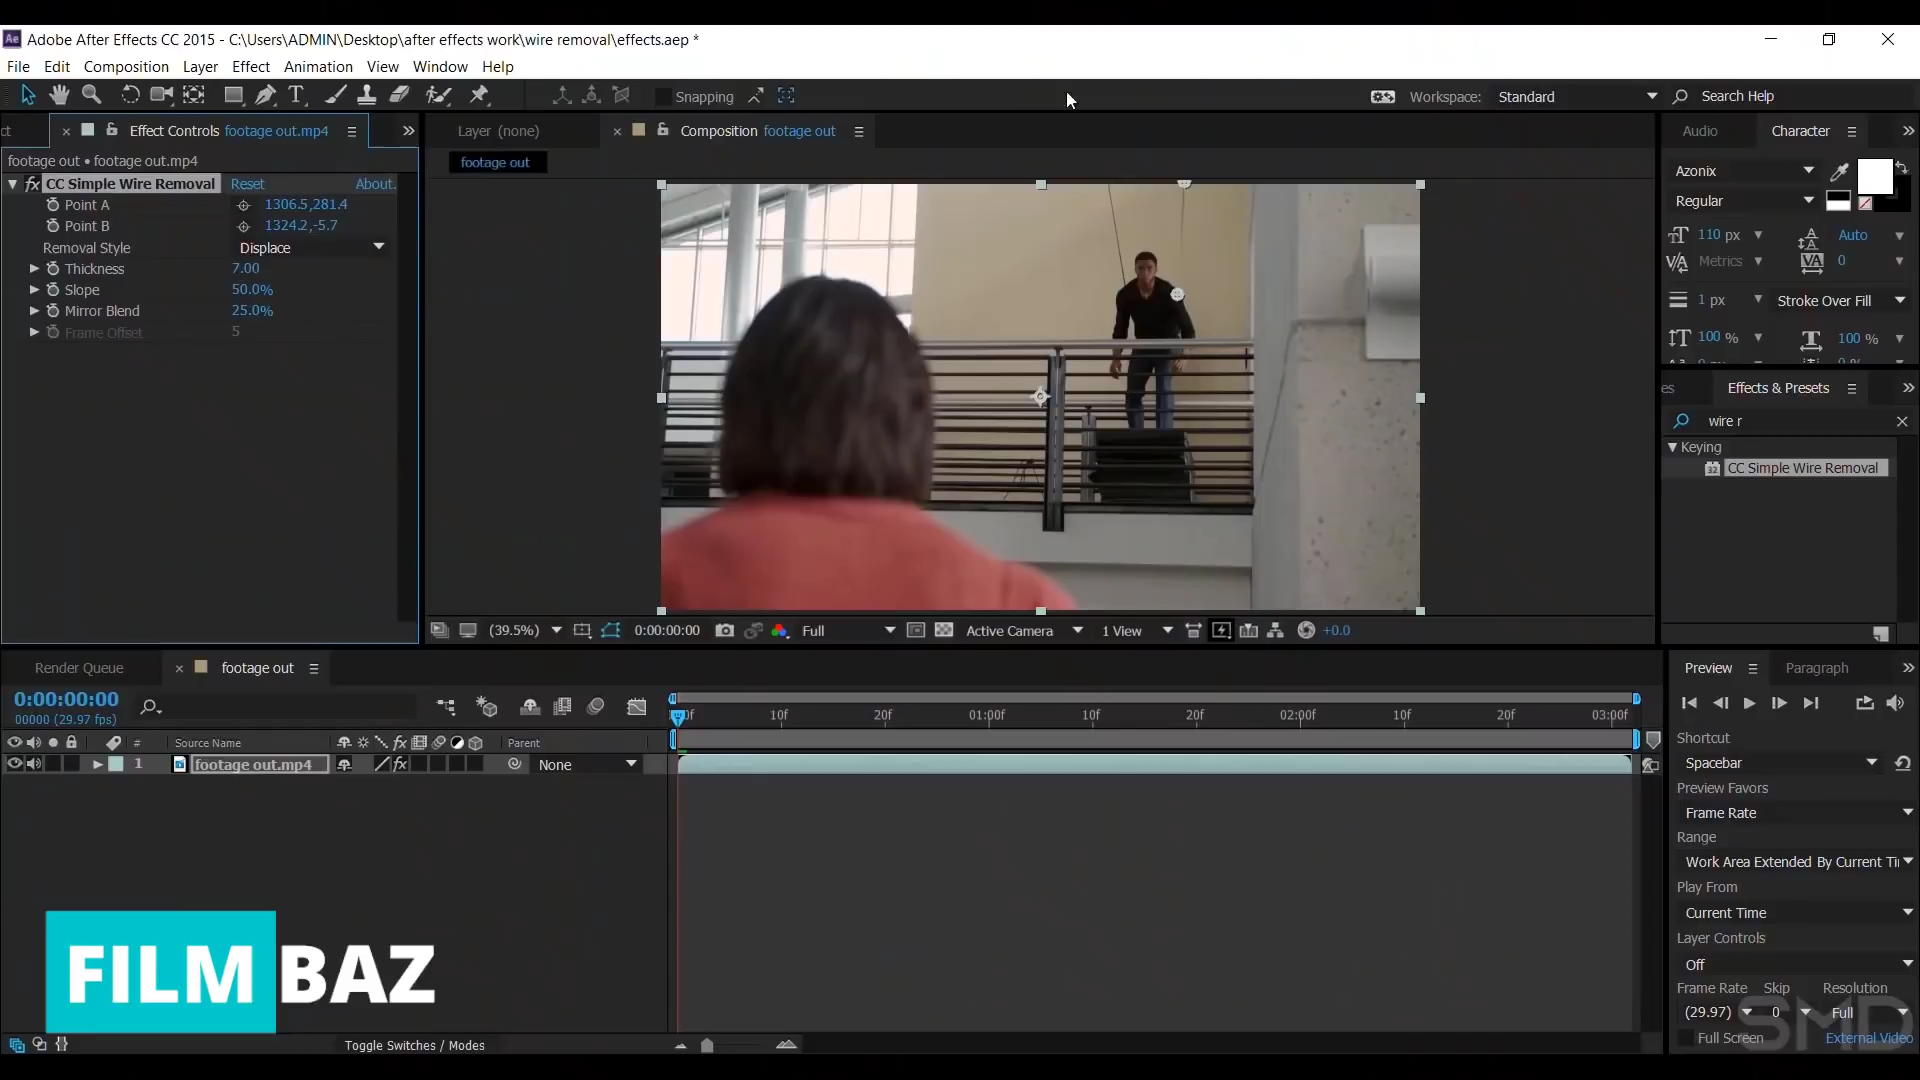 Ae Adobe After Effects CC 2015 - C:\Users\ADMIN\Desktop\after effects work\wire removal\effects.aep *
File Edit Composition Layer Effect Animation View Window Help
Snapping Workspace: Standard Search Help
ct Effect Controls footage out.mp4
Layer (none)
Composition footage out
Audio Character
footage out • footage out.mp4
footage out
fx CC Simple Wire Removal Reset About.
Point A 1306.5,281.4
Point B 1324.2,-5.7
Removal Style Displace
Thickness 7.00
Slope 50.0%
Mirror Blend 25.0%
Frame Offset 5
Azonix
Regular
110 px Auto
Metrics 0
1 px Stroke Over Fill
100 % 100 %
es Effects & Presets
wire r
Keying
32 CC Simple Wire Removal
(39.5%) 0:00:00:00 Full Active Camera 1 View +0.0
Render Queue footage out
0:00:00:00
00000 (29.97 fps)
10f 20f 01:00f 10f 20f 02:00f 10f 20f 03:00f
# Source Name fx Parent
1 footage out.mp4 fx None
Preview Paragraph
Shortcut
Spacebar
Preview Favors
Frame Rate
Range
Work Area Extended By Current Ti
Play From
Current Time
Layer Controls
Off
Frame Rate Skip Resolution
(29.97) 0 Full
Full Screen External Video
FILM BAZ
SMD
Toggle Switches / Modes